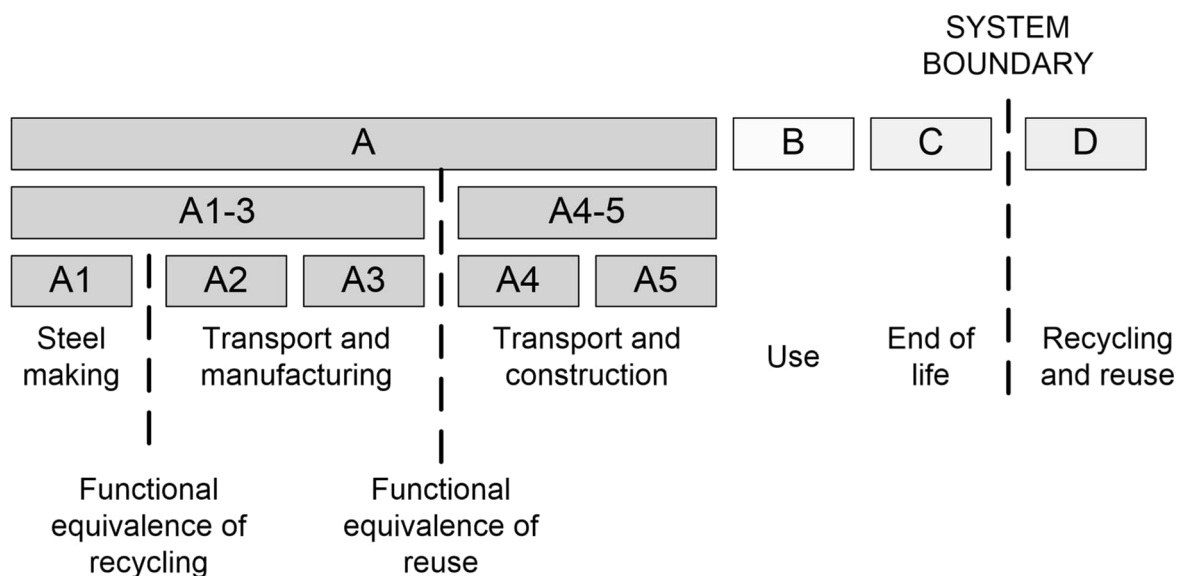 SYSTEM
BOUNDARY
A
B
C
D
A1-3
A4-5
A1
A2
A3
A4
A5
Steel
making
Transport and
manufacturing
Transport and
construction
Use
End of
life
Recycling
and reuse
Functional
equivalence of
recycling
Functional
equivalence of
reuse